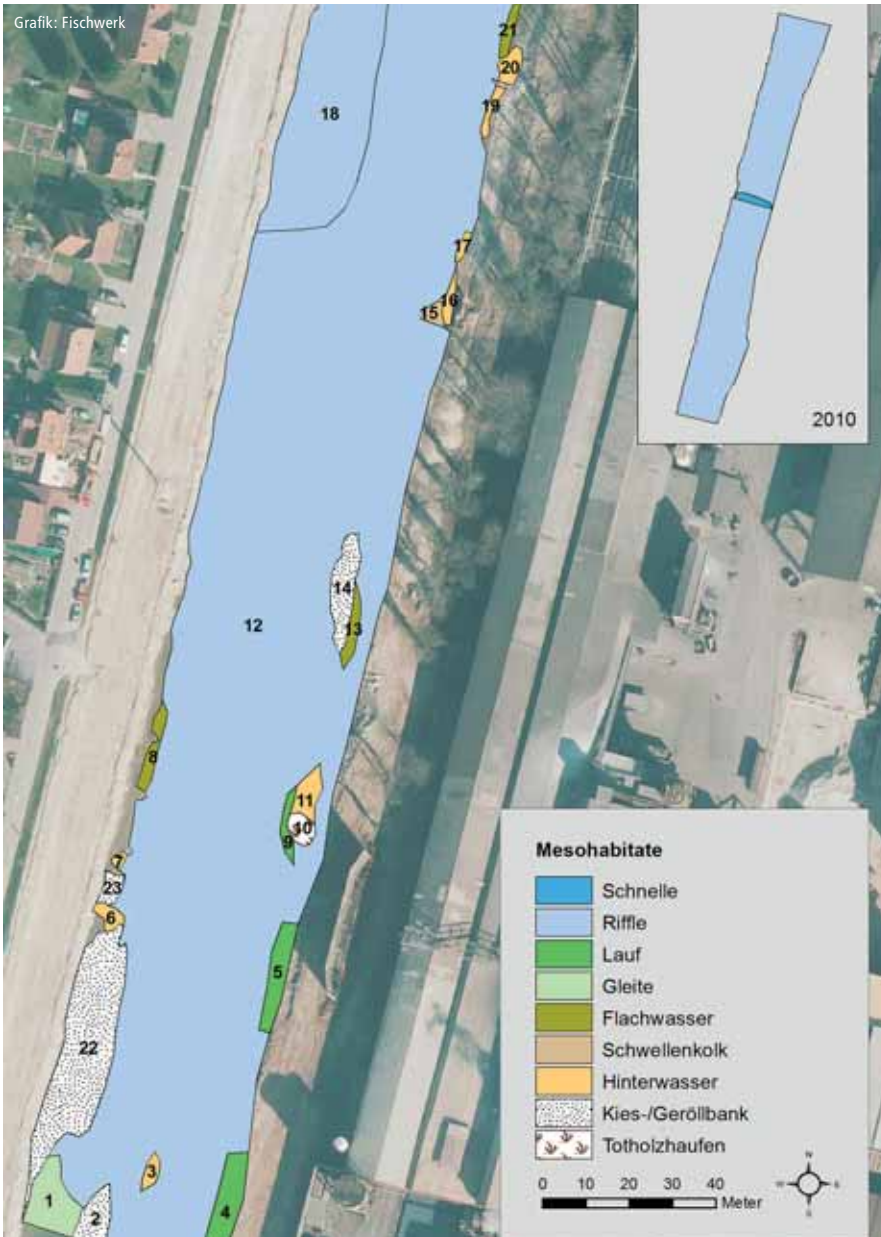 Grafik: Fischwerk
21
20
19
18
17
16
15
2010
14
13
12
8
11
10
9
7
23
6
5
22
3
1
2
4
Mesohabitate
Schnelle
Riffle
Lauf
Gleite
Flachwasser
Schwellenkolk
Hinterwasser
Kies-/Geröllbank
Totholzhaufen
0 10 20 30 40
Meter
N
W E
S